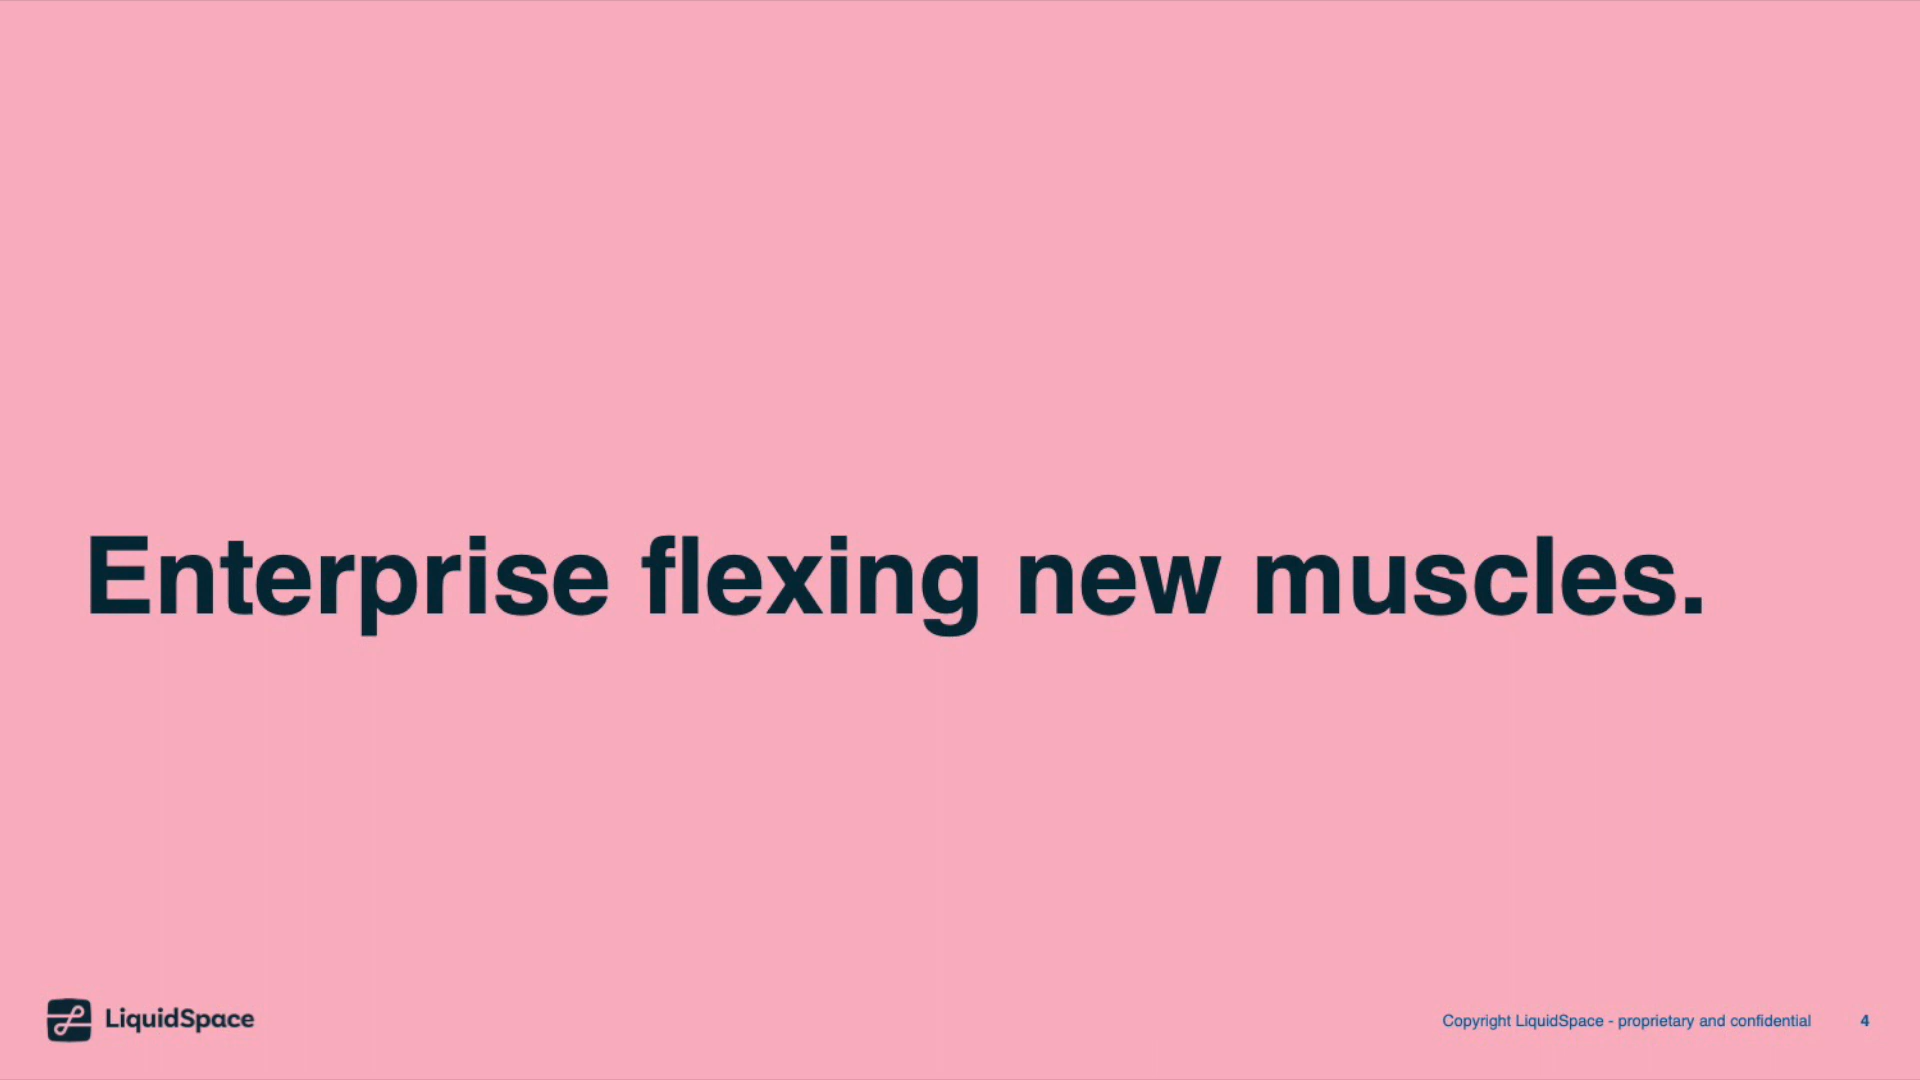 Enterprise flexing new muscles.
LiquidSpace
Copyright LiquidSpace - proprietary and confidential 4